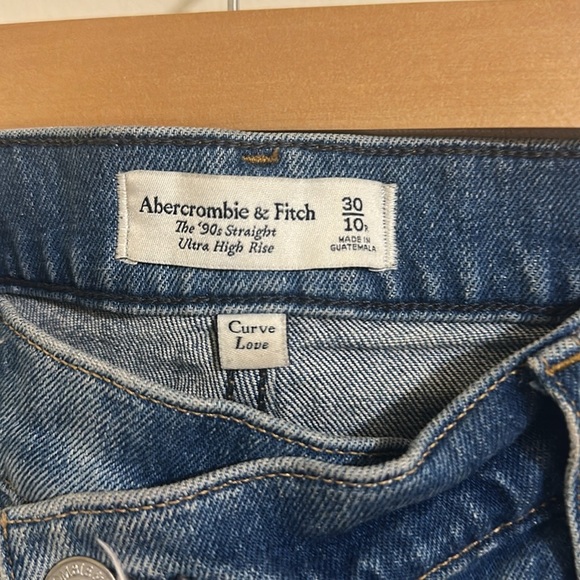 Abercrombie & Fitch
The '90s Straight
Ultra High Rise
30
10
MADE IN
GUATEMALA
Curve
Love